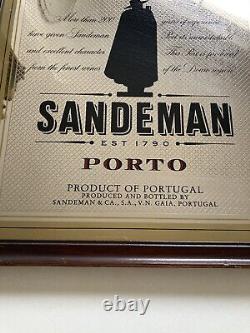 More than 200 years of experience
have given Sandeman Port its unmistakable
and excellent character. This Port is produced
from the finest wines of the Douro region.
SANDEMAN
EST 1790
PORTO
PRODUCT OF PORTUGAL
PRODUCED AND BOTTLED BY
SANDEMAN & CA., S.A., V.N. GAIA, PORTUGAL